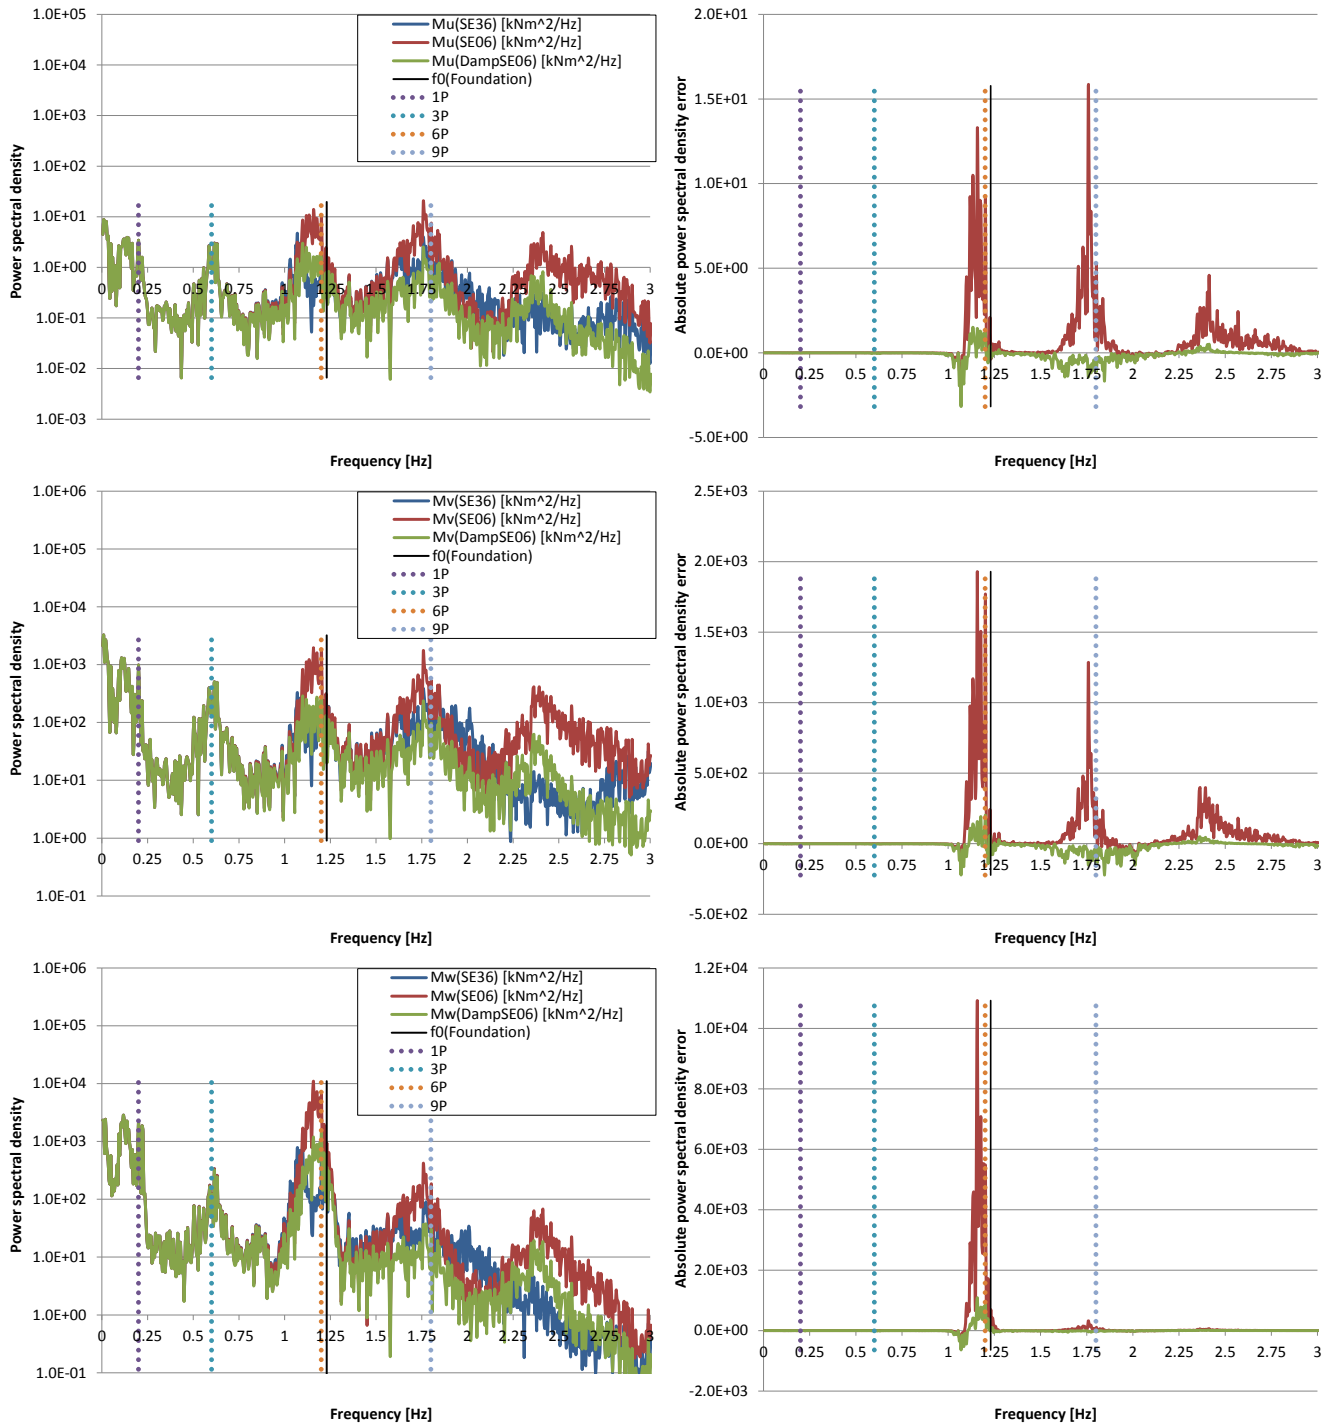 1.0E+05
1.0E+04
1.0E+03
1.0E+02
1.0E+01
1.0E+00
1.0E-01
1.0E-02
1.0E-03
Power spectral density
0 0.25 0.5 0.75 1 1.25 1.5 1.75 2 2.25 2.5 2.75 3
Frequency [Hz]
Mu(SE36) [kNm^2/Hz]
Mu(SE06) [kNm^2/Hz]
Mu(DampSE06) [kNm^2/Hz]
f0(Foundation)
1P
3P
6P
9P
2.0E+01
1.5E+01
1.0E+01
5.0E+00
0.0E+00
-5.0E+00
Absolute power spectral density error
0 0.25 0.5 0.75 1 1.25 1.5 1.75 2 2.25 2.5 2.75 3
Frequency [Hz]
1.0E+06
1.0E+05
1.0E+04
1.0E+03
1.0E+02
1.0E+01
1.0E+00
1.0E-01
Power spectral density
0 0.25 0.5 0.75 1 1.25 1.5 1.75 2 2.25 2.5 2.75 3
Frequency [Hz]
Mv(SE36) [kNm^2/Hz]
Mv(SE06) [kNm^2/Hz]
Mv(DampSE06) [kNm^2/Hz]
f0(Foundation)
1P
3P
6P
9P
2.5E+03
2.0E+03
1.5E+03
1.0E+03
5.0E+02
0.0E+00
-5.0E+02
Absolute power spectral density error
0 0.25 0.5 0.75 1 1.25 1.5 1.75 2 2.25 2.5 2.75 3
Frequency [Hz]
1.0E+06
1.0E+05
1.0E+04
1.0E+03
1.0E+02
1.0E+01
1.0E+00
1.0E-01
Power spectral density
0 0.25 0.5 0.75 1 1.25 1.5 1.75 2 2.25 2.5 2.75 3
Frequency [Hz]
Mw(SE36) [kNm^2/Hz]
Mw(SE06) [kNm^2/Hz]
Mw(DampSE06) [kNm^2/Hz]
f0(Foundation)
1P
3P
6P
9P
1.2E+04
1.0E+04
8.0E+03
6.0E+03
4.0E+03
2.0E+03
0.0E+00
-2.0E+03
Absolute power spectral density error
0 0.25 0.5 0.75 1 1.25 1.5 1.75 2 2.25 2.5 2.75 3
Frequency [Hz]